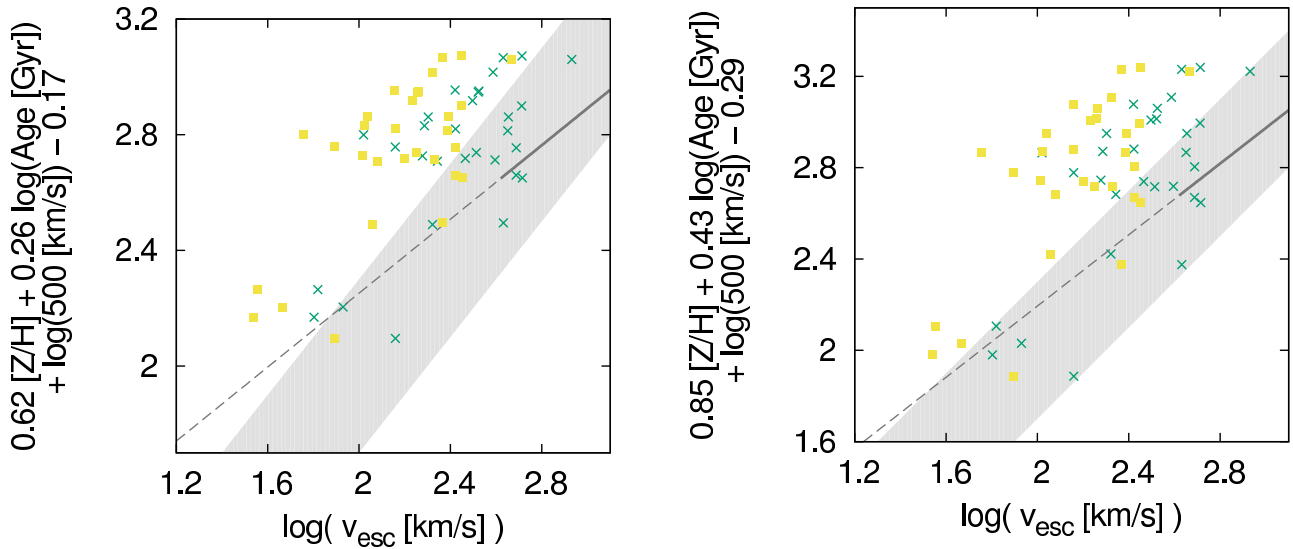 0.62 [Z/H] + 0.26 log(Age [Gyr]
+ log(500 [km/s]) − 0.17
3.2
2.8
2.4
2
1.2 1.6 2 2.4 2.8
log( v_esc [km/s] )
0.85 [Z/H] + 0.43 log(Age [Gyr]
+ log(500 [km/s]) − 0.29
3.2
2.8
2.4
2
1.6
1.2 1.6 2 2.4 2.8
log( v_esc [km/s] )